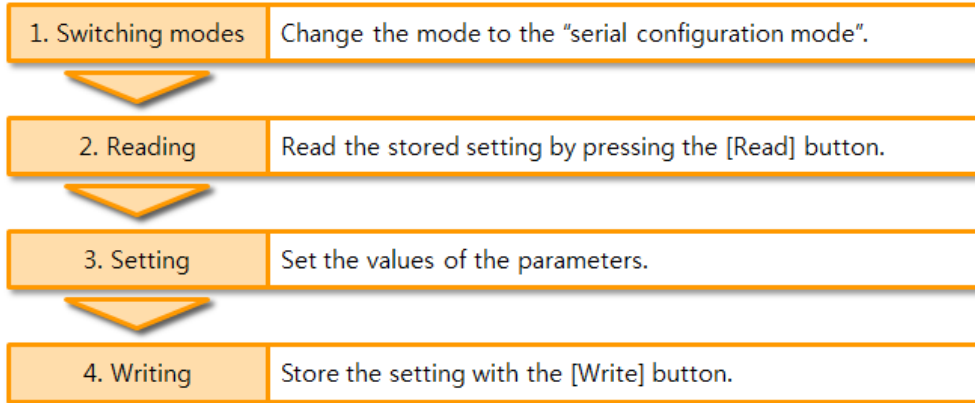 1. Switching modes
Change the mode to the “serial configuration mode”.
2. Reading
Read the stored setting by pressing the [Read] button.
3. Setting
Set the values of the parameters.
4. Writing
Store the setting with the [Write] button.